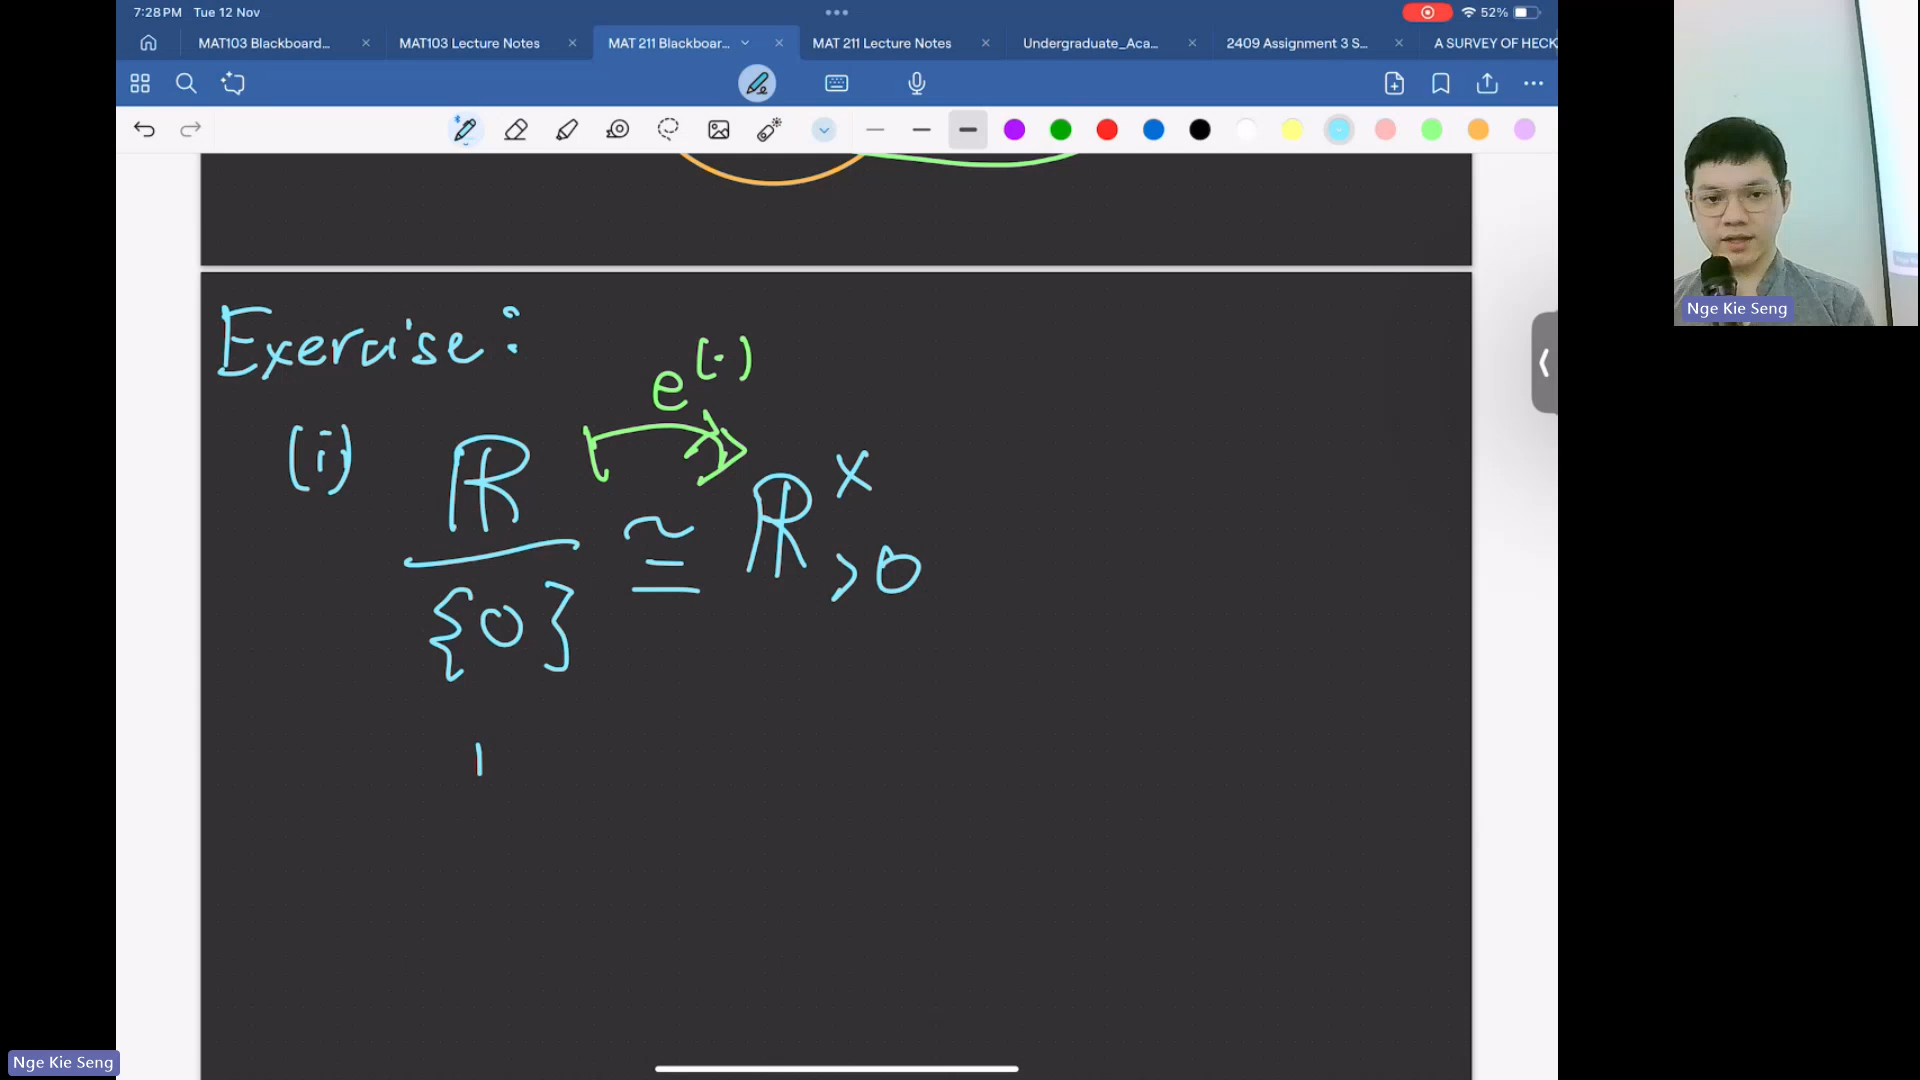 7:28 PM Tue 12 Nov
52%
MAT103 Blackboard...
MAT103 Lecture Notes
MAT 211 Blackboar...
MAT 211 Lecture Notes
Undergraduate_Aca...
2409 Assignment 3 S...
A SURVEY OF HECK
Exercise:
e^(·)
(i) ℝ/{0} ≅ ℝ^×_{>0}
Nge Kie Seng
Nge Kie Seng